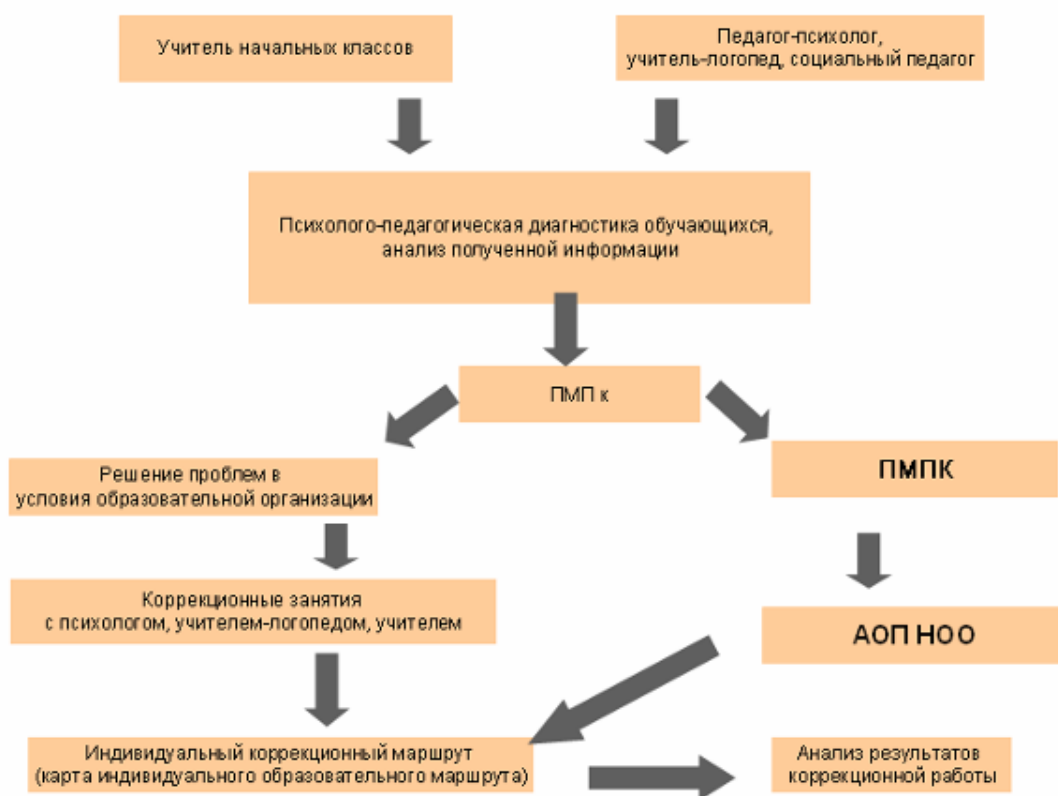 Учитель начальных классов
Педагог-психолог,
учитель-логопед, социальный педагог
Психолого-педагогическая диагностика обучающихся,
анализ полученной информации
ПМП к
Решение проблем в
условия образовательной организации
ПМПК
Коррекционные занятия
с психологом, учителем-логопедом, учителем
АОП НОО
Индивидуальный коррекционный маршрут
(карта индивидуального образовательного маршрута)
Анализ результатов
коррекционной работы